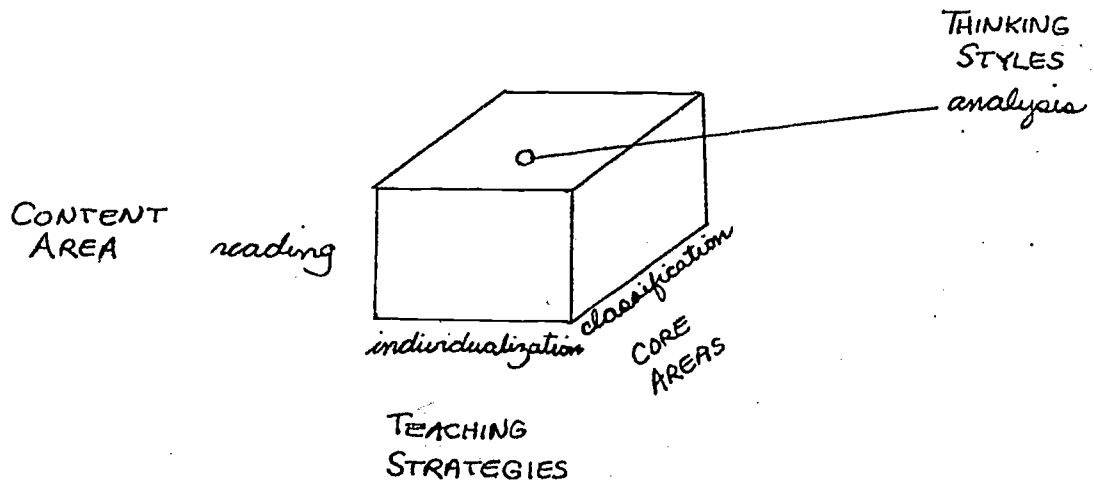 THINKING
STYLES
analysis
CONTENT
AREA
reading
individualization
classification
CORE
AREAS
TEACHING
STRATEGIES